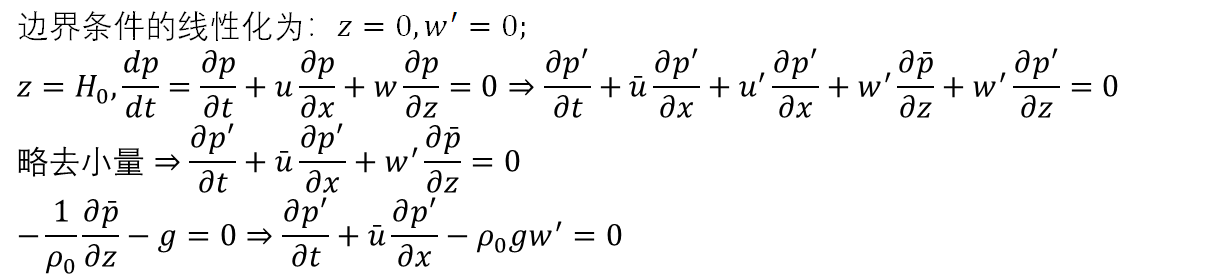 边界条件的线性化为：z = 0, w′ = 0;
z = H₀, dp/dt = ∂p/∂t + u ∂p/∂x + w ∂p/∂z = 0 ⇒ ∂p′/∂t + ū ∂p′/∂x + u′ ∂p′/∂x + w′ ∂p̄/∂z + w′ ∂p′/∂z = 0
略去小量 ⇒ ∂p′/∂t + ū ∂p′/∂x + w′ ∂p̄/∂z = 0
− 1/ρ₀ ∂p̄/∂z − g = 0 ⇒ ∂p′/∂t + ū ∂p′/∂x − ρ₀gw′ = 0